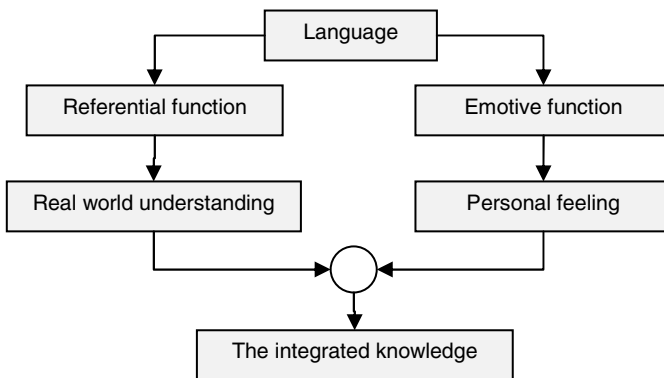 Language
Referential function
Emotive function
Real world understanding
Personal feeling
The integrated knowledge